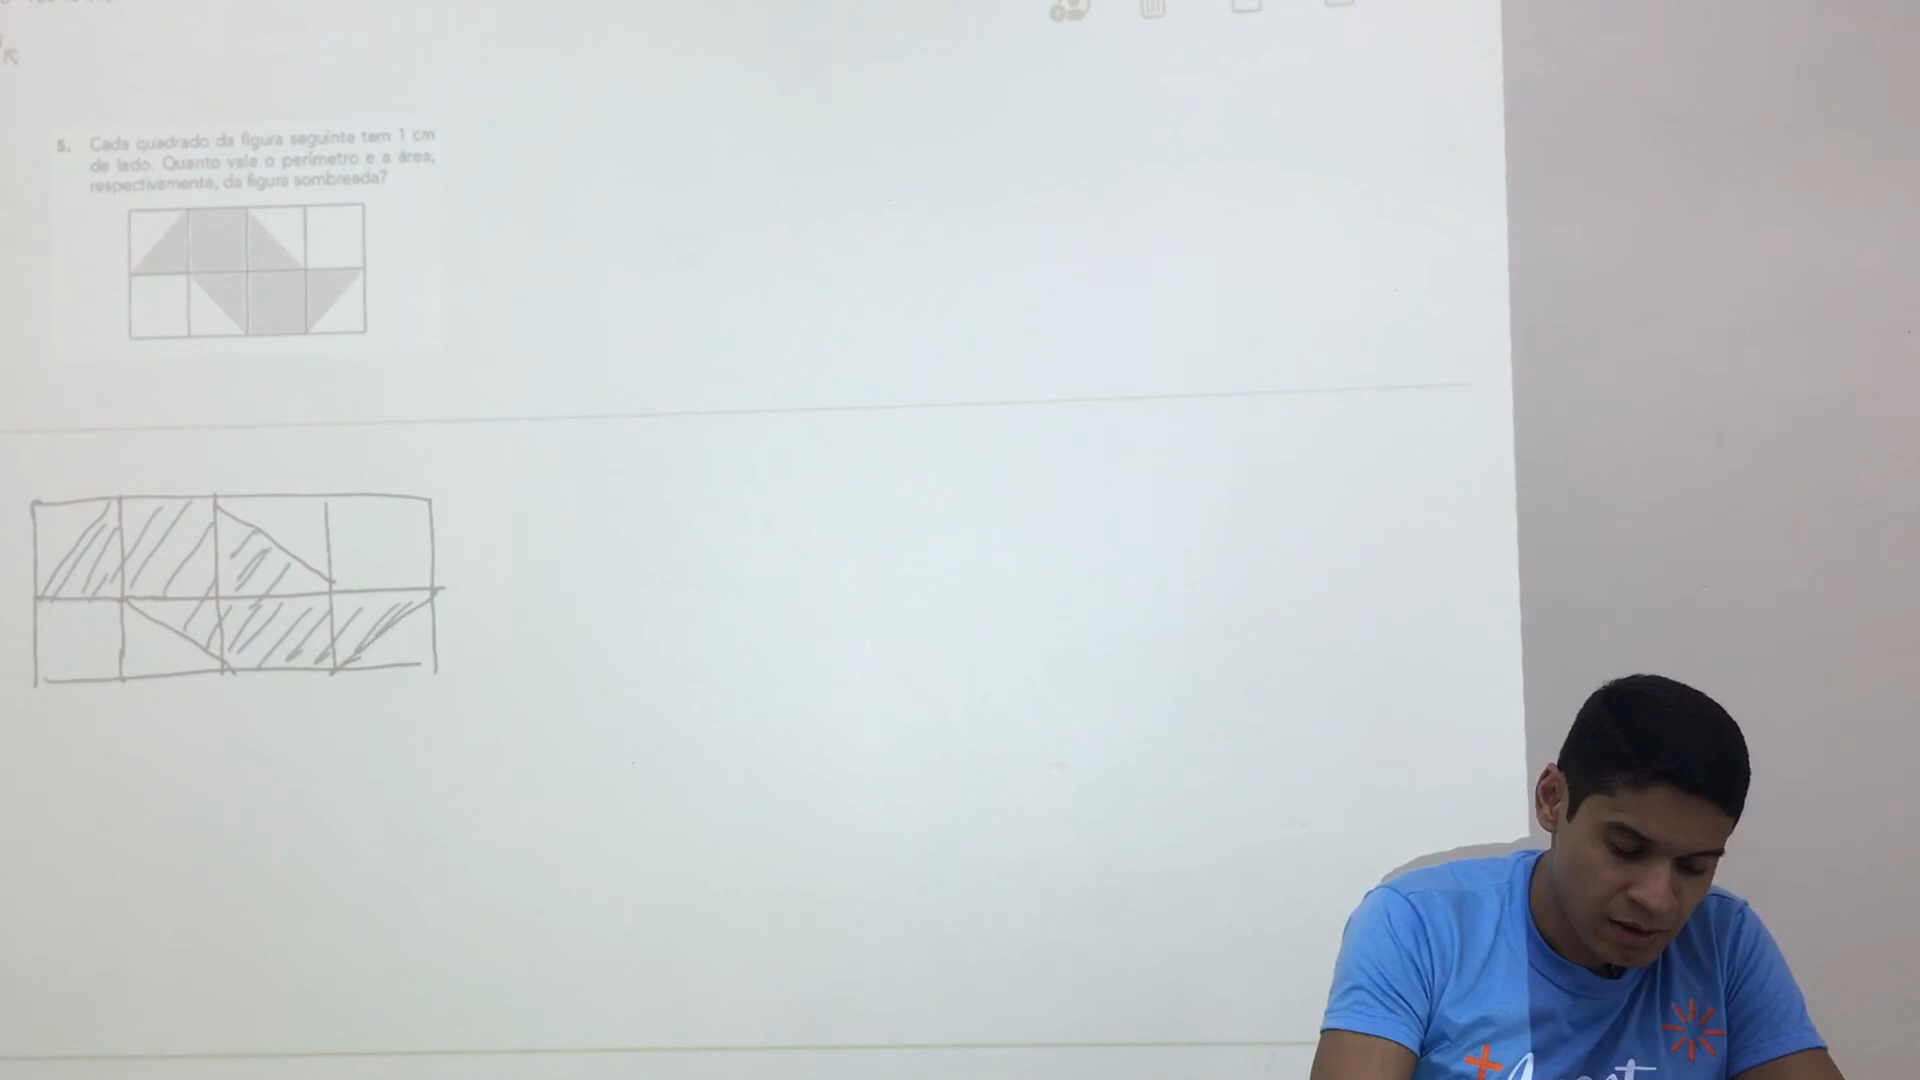 5. Cada quadrado da figura seguinte tem 1 cm
de lado. Quanto vale o perímetro e a área,
respectivamente, da figura sombreada?